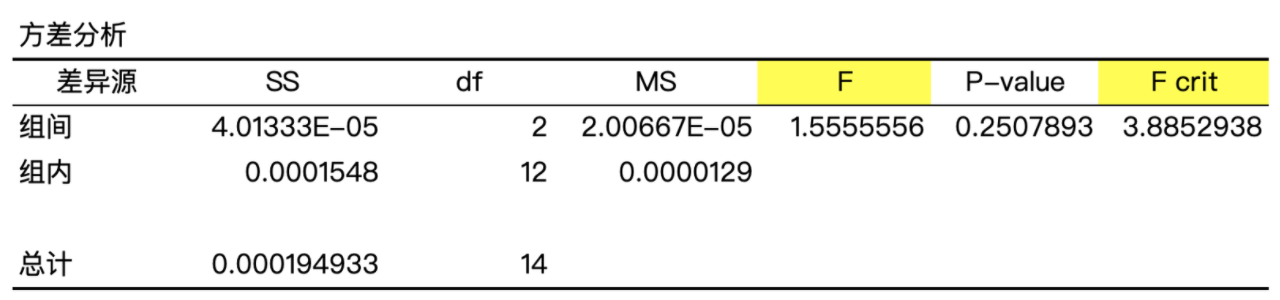 方差分析
差异源 SS df MS F P-value F crit
组间 4.01333E-05 2 2.00667E-05 1.5555556 0.2507893 3.8852938
组内 0.0001548 12 0.0000129
总计 0.000194933 14